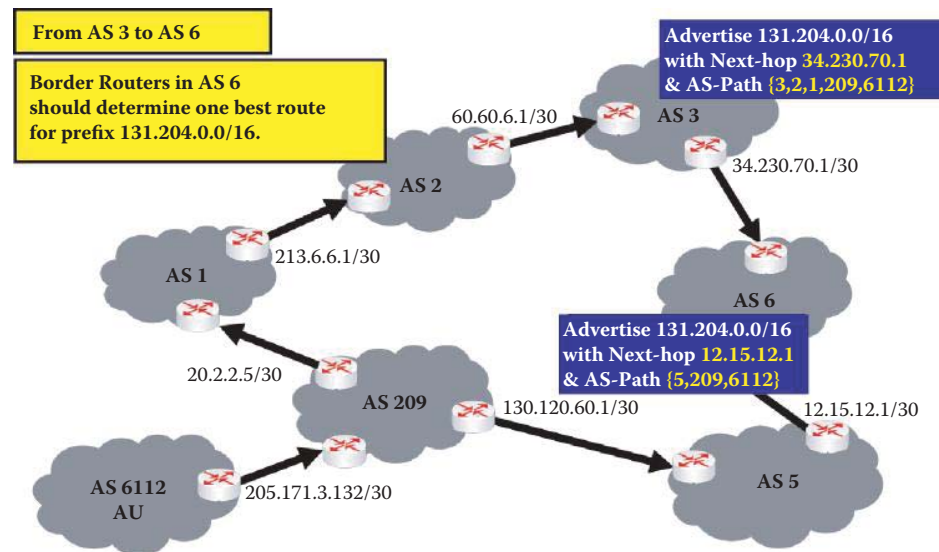 From AS 3 to AS 6
Border Routers in AS 6
should determine one best route
for prefix 131.204.0.0/16.
Advertise 131.204.0.0/16
with Next-hop 34.230.70.1
& AS-Path {3,2,1,209,6112}
60.60.6.1/30
AS 3
34.230.70.1/30
AS 2
213.6.6.1/30
AS 1
AS 6
Advertise 131.204.0.0/16
with Next-hop 12.15.12.1
& AS-Path {5,209,6112}
20.2.2.5/30
AS 209
130.120.60.1/30
12.15.12.1/30
AS 6112
AU
205.171.3.132/30
AS 5